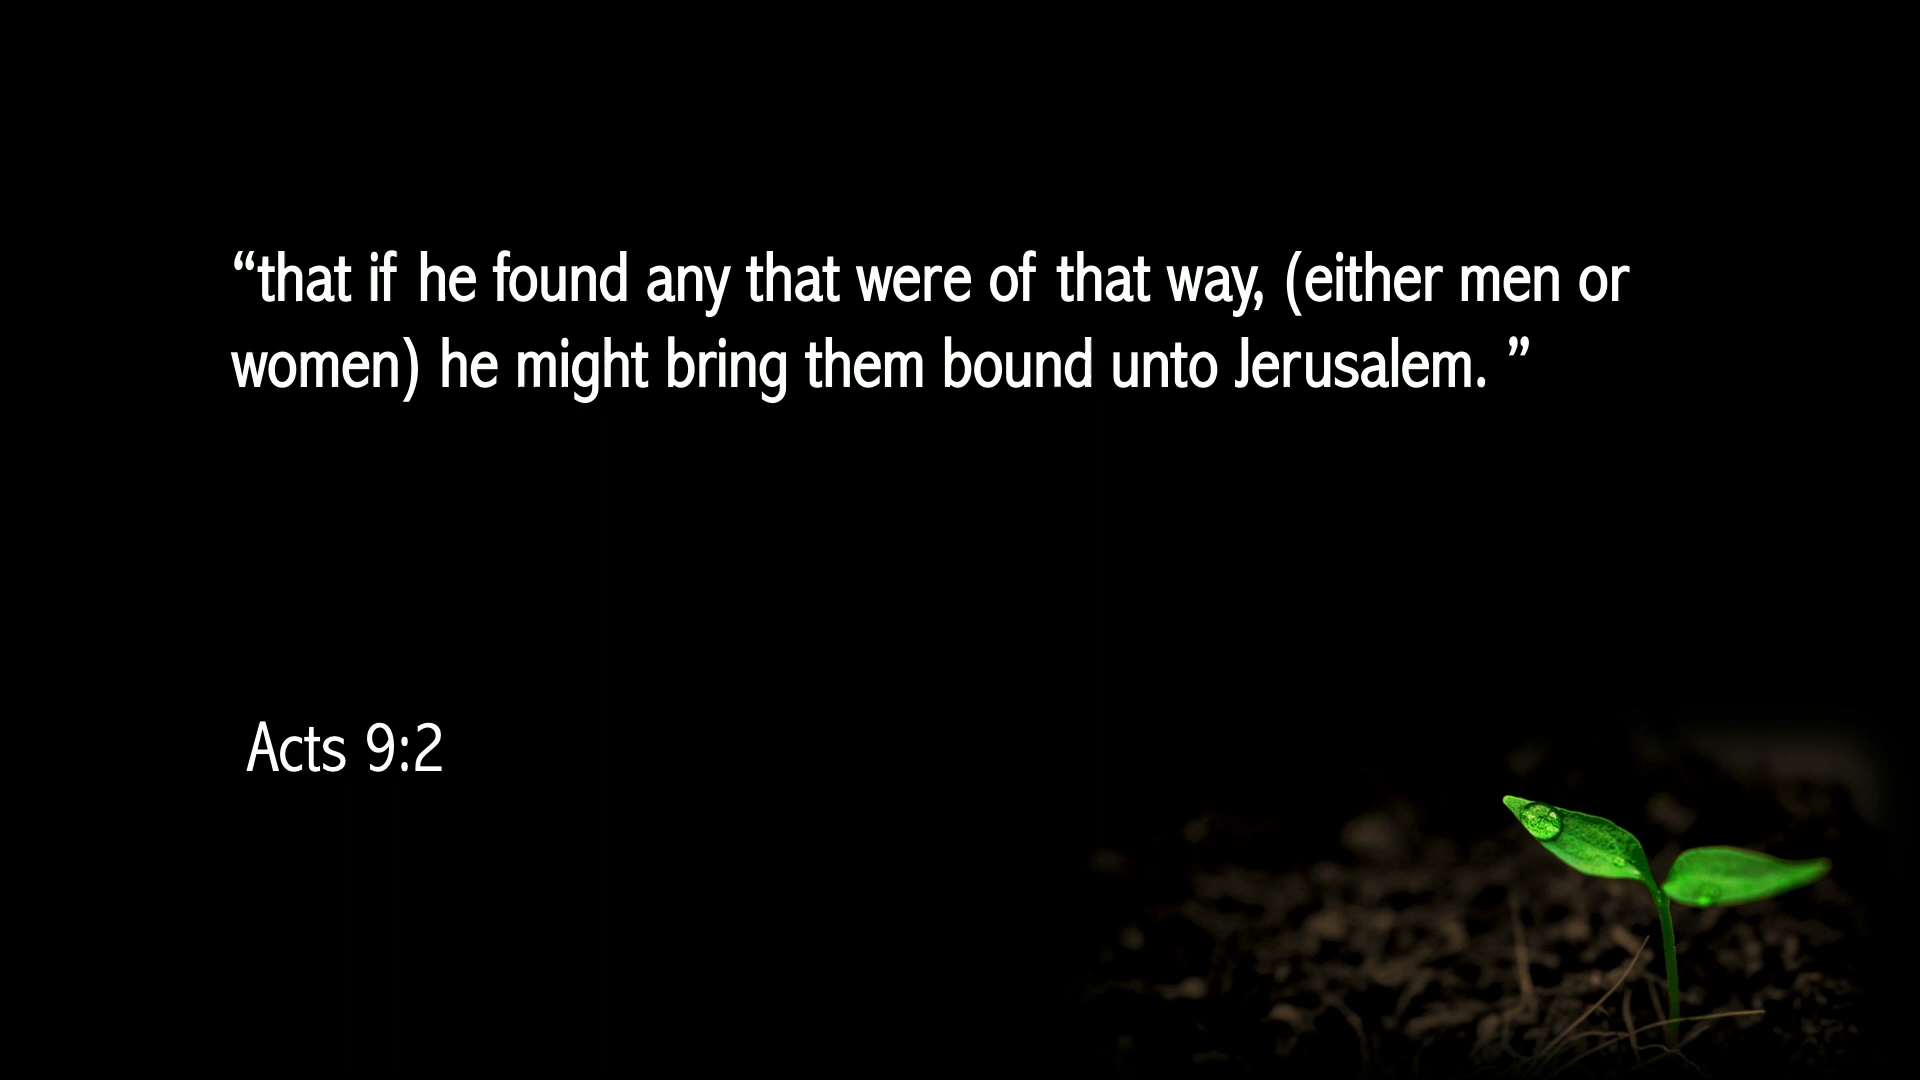 “that if he found any that were of that way, (either men or
women) he might bring them bound unto Jerusalem. ”
Acts 9:2